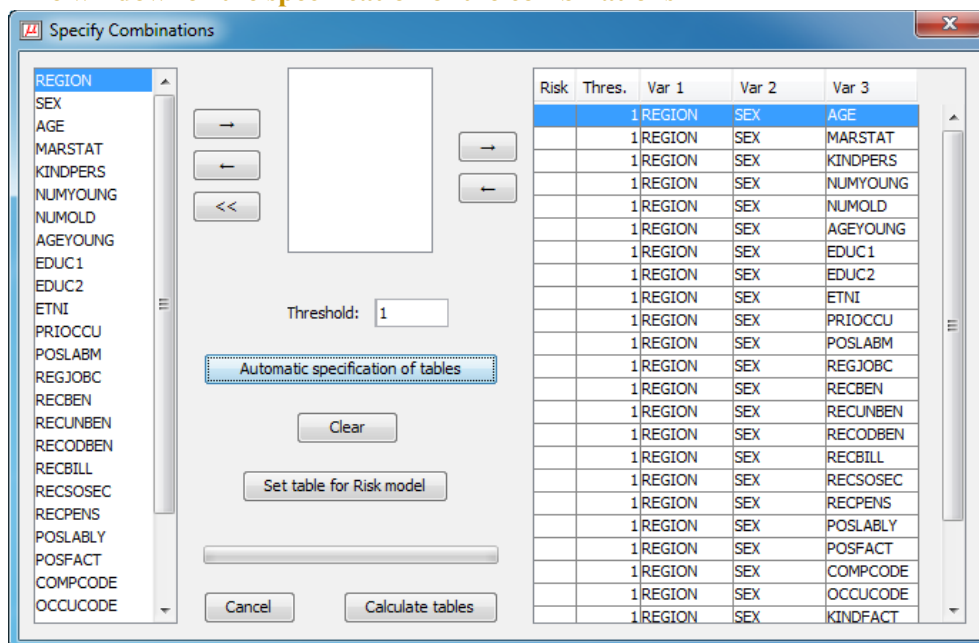 Specify Combinations
REGION
SEX
AGE
MARSTAT
KINDPERS
NUMYOUNG
NUMOLD
AGEYOUNG
EDUC1
EDUC2
ETNI
PRIOCCU
POSLABM
REGJOBC
RECBEN
RECUNBEN
RECODBEN
RECBILL
RECSOSEC
RECPENS
POSLABLY
POSFACT
COMPCODE
OCCUCODE
→
←
<<
→
←
Threshold: 1
Automatic specification of tables
Clear
Set table for Risk model
Cancel Calculate tables
Risk Thres. Var 1 Var 2 Var 3
1 REGION SEX AGE
1 REGION SEX MARSTAT
1 REGION SEX KINDPERS
1 REGION SEX NUMYOUNG
1 REGION SEX NUMOLD
1 REGION SEX AGEYOUNG
1 REGION SEX EDUC1
1 REGION SEX EDUC2
1 REGION SEX ETNI
1 REGION SEX PRIOCCU
1 REGION SEX POSLABM
1 REGION SEX REGJOBC
1 REGION SEX RECBEN
1 REGION SEX RECUNBEN
1 REGION SEX RECODBEN
1 REGION SEX RECBILL
1 REGION SEX RECSOSEC
1 REGION SEX RECPENS
1 REGION SEX POSLABLY
1 REGION SEX POSFACT
1 REGION SEX COMPCODE
1 REGION SEX OCCUCODE
1 REGION SEX KINDFACT